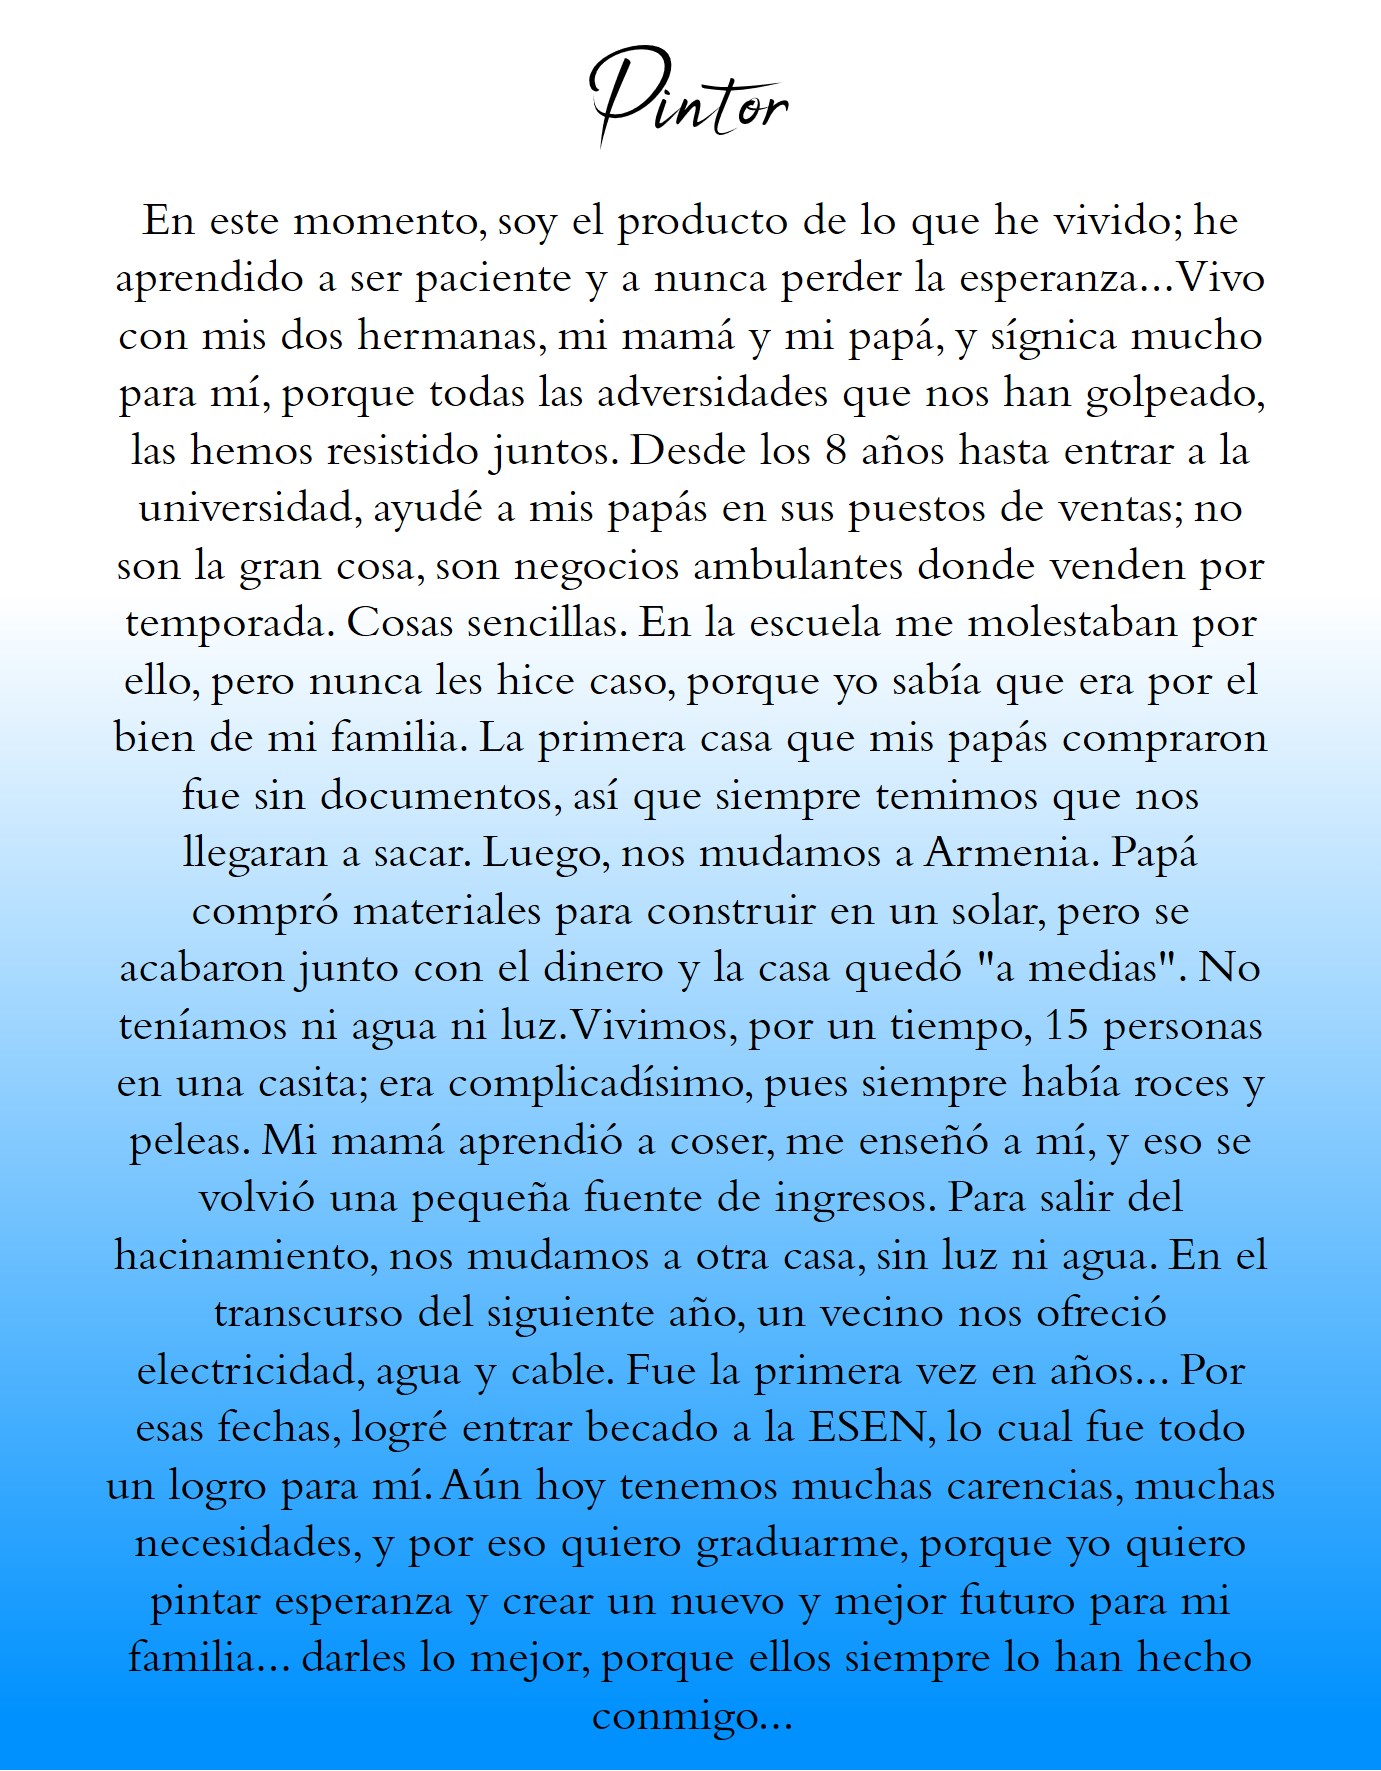 Pintor
En este momento, soy el producto de lo que he vivido; he
aprendido a ser paciente y a nunca perder la esperanza...Vivo
con mis dos hermanas, mi mamá y mi papá, y sígnica mucho
para mí, porque todas las adversidades que nos han golpeado,
las hemos resistido juntos. Desde los 8 años hasta entrar a la
universidad, ayudé a mis papás en sus puestos de ventas; no
son la gran cosa, son negocios ambulantes donde venden por
temporada. Cosas sencillas. En la escuela me molestaban por
ello, pero nunca les hice caso, porque yo sabía que era por el
bien de mi familia. La primera casa que mis papás compraron
fue sin documentos, así que siempre temimos que nos
llegaran a sacar. Luego, nos mudamos a Armenia. Papá
compró materiales para construir en un solar, pero se
acabaron junto con el dinero y la casa quedó "a medias". No
teníamos ni agua ni luz.Vivimos, por un tiempo, 15 personas
en una casita; era complicadísimo, pues siempre había roces y
peleas. Mi mamá aprendió a coser, me enseñó a mí, y eso se
volvió una pequeña fuente de ingresos. Para salir del
hacinamiento, nos mudamos a otra casa, sin luz ni agua. En el
transcurso del siguiente año, un vecino nos ofreció
electricidad, agua y cable. Fue la primera vez en años... Por
esas fechas, logré entrar becado a la ESEN, lo cual fue todo
un logro para mí. Aún hoy tenemos muchas carencias, muchas
necesidades, y por eso quiero graduarme, porque yo quiero
pintar esperanza y crear un nuevo y mejor futuro para mi
familia... darles lo mejor, porque ellos siempre lo han hecho
conmigo...